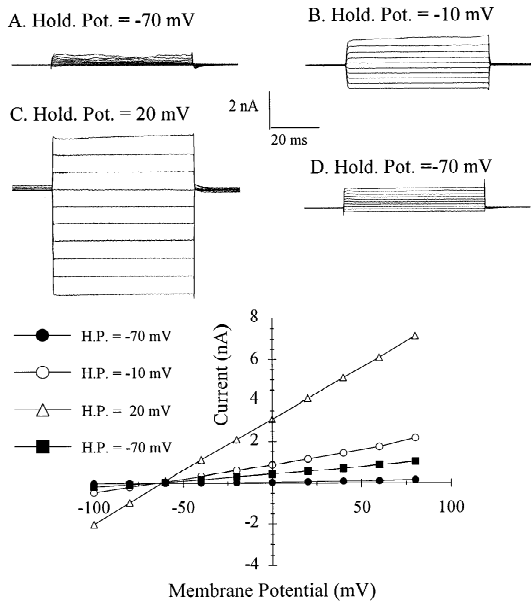 A. Hold. Pot. = -70 mV
B. Hold. Pot. = -10 mV
2 nA
20 ms
C. Hold. Pot. = 20 mV
D. Hold. Pot. =-70 mV
H.P. = -70 mV
H.P. = -10 mV
H.P. = 20 mV
H.P. = -70 mV
Current (nA)
8
6
4
2
-2
-4
-100
-50
0
50
100
Membrane Potential (mV)